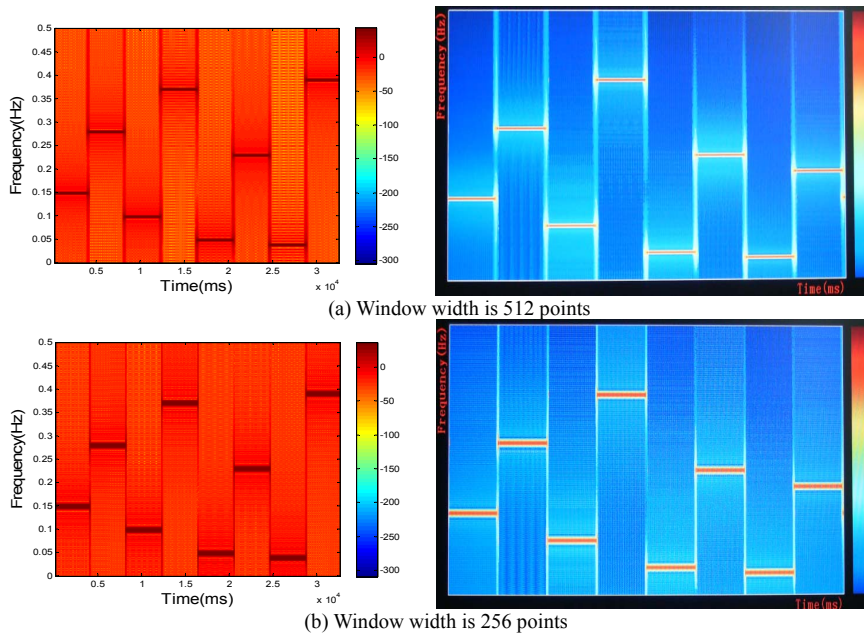 0.5
0.45
0.4
0.35
0.3
0.25
0.2
0.15
0.1
0.05
0
Frequency(Hz)
0.5 1 1.5 2 2.5 3
x 10⁴
Time(ms)
0
-50
-100
-150
-200
-250
-300
Frequency(Hz)
Time(ms)
(a) Window width is 512 points
0.5
0.45
0.4
0.35
0.3
0.25
0.2
0.15
0.1
0.05
0
Frequency(Hz)
0.5 1 1.5 2 2.5 3
x 10⁴
Time(ms)
0
-50
-100
-150
-200
-250
-300
Frequency(Hz)
Time(ms)
(b) Window width is 256 points